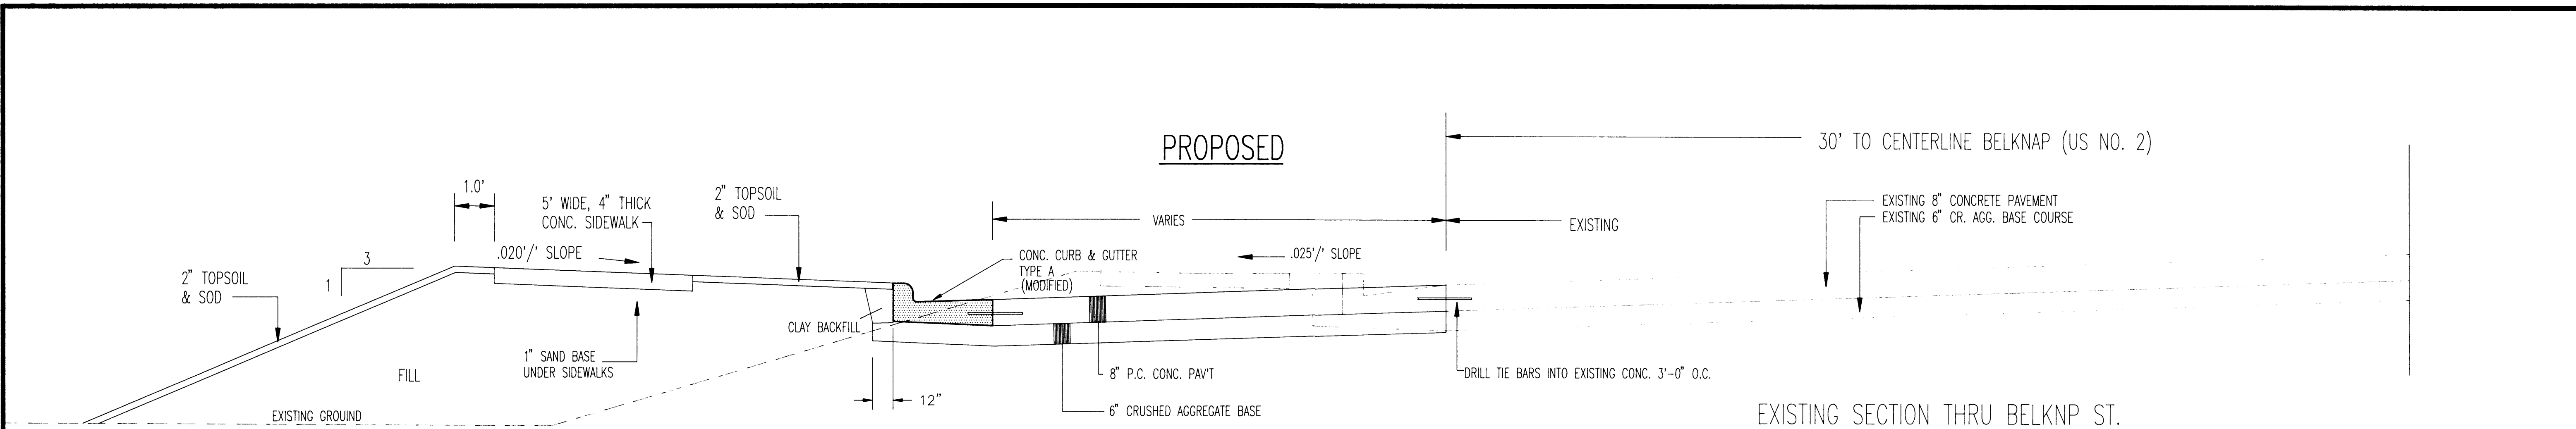 PROPOSED
30' TO CENTERLINE BELKNAP (US NO. 2)
1.0'
5' WIDE, 4" THICK
CONC. SIDEWALK
2" TOPSOIL
& SOD
VARIES
EXISTING
EXISTING 8" CONCRETE PAVEMENT
EXISTING 6" CR. AGG. BASE COURSE
.020'/' SLOPE
3
1
2" TOPSOIL
& SOD
CONC. CURB & GUTTER
TYPE A
(MODIFIED)
.025'/' SLOPE
CLAY BACKFILL
1" SAND BASE
UNDER SIDEWALKS
FILL
8" P.C. CONC. PAV'T
DRILL TIE BARS INTO EXISTING CONC. 3'-0" O.C.
12"
6" CRUSHED AGGREGATE BASE
EXISTING GROUND
EXISTING SECTION THRU BELKNP ST.